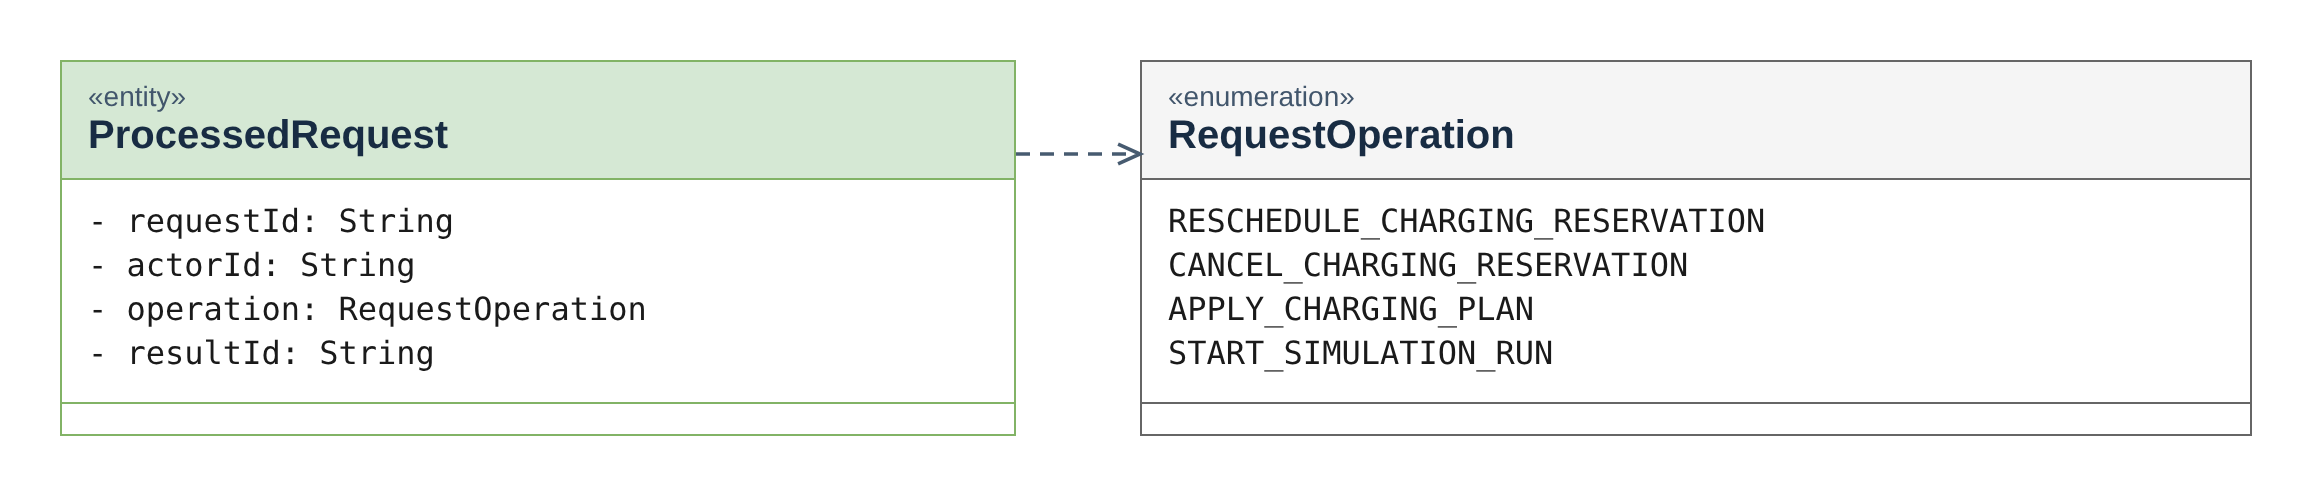 «entity»
ProcessedRequest
- requestId: String
- actorId: String
- operation: RequestOperation
- resultId: String
«enumeration»
RequestOperation
RESCHEDULE_CHARGING_RESERVATION
CANCEL_CHARGING_RESERVATION
APPLY_CHARGING_PLAN
START_SIMULATION_RUN